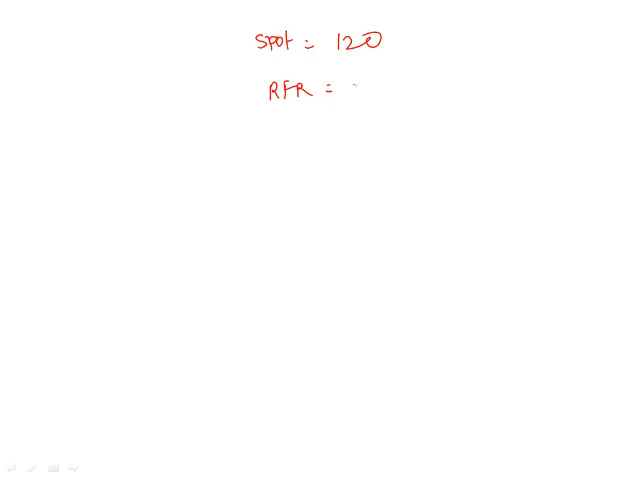 Spot = 120
RFR =